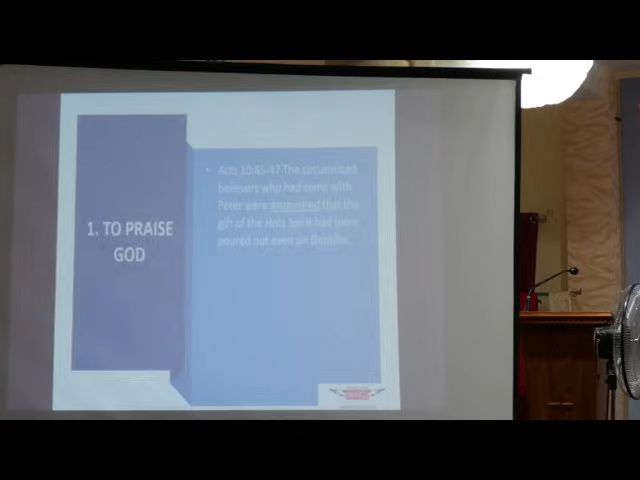 1. TO PRAISE
GOD
• Acts 10:45-47 The circumcised
believers who had come with
Peter were astonished that the
gift of the Holy Spirit had been
poured out even on Gentiles.